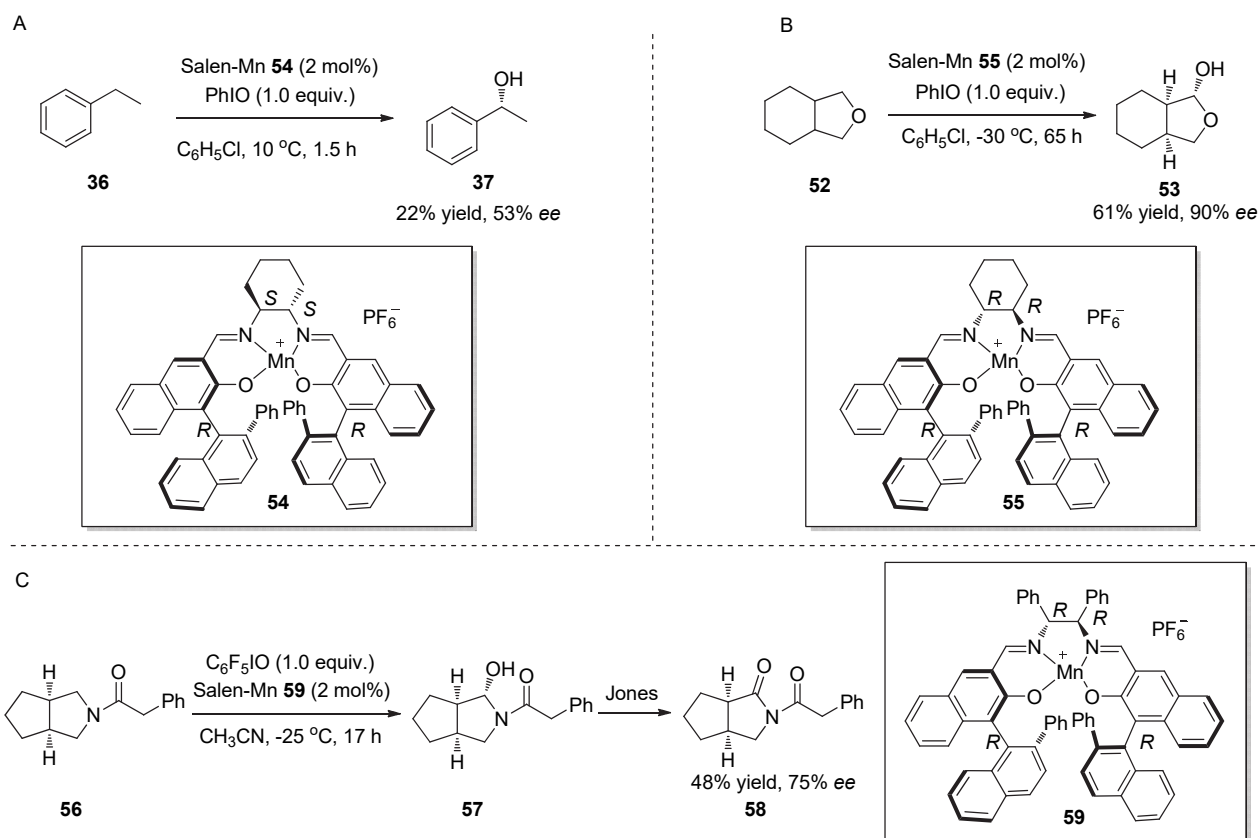 A
Salen-Mn 54 (2 mol%)
PhIO (1.0 equiv.)
C6H5Cl, 10 °C, 1.5 h
OH
36
37
22% yield, 53% ee
S
S
N
N
+
Mn
O
O
PF6−
Ph
Ph
R
R
54
B
O
Salen-Mn 55 (2 mol%)
PhIO (1.0 equiv.)
C6H5Cl, -30 °C, 65 h
H
OH
O
H
52
53
61% yield, 90% ee
R
R
N
N
+
Mn
O
O
PF6−
Ph
Ph
R
R
55
C
H
O
N
Ph
H
C6F5IO (1.0 equiv.)
Salen-Mn 59 (2 mol%)
CH3CN, -25 °C, 17 h
H
OH
O
N
Ph
H
Jones
H
O
O
N
Ph
H
48% yield, 75% ee
56
57
58
Ph
Ph
R
R
N
N
+
Mn
O
O
PF6−
Ph
Ph
R
R
59